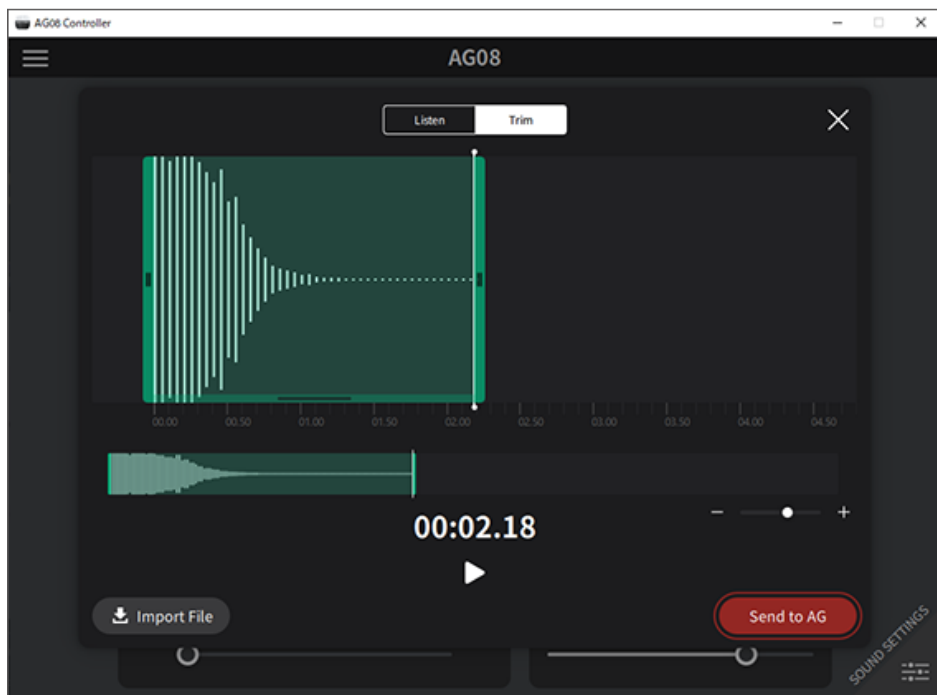 AG08 Controller
AG08
Listen
Trim
00.00 00.50 01.00 01.50 02.00 02.50 03.00 03.50 04.00 04.50
00:02.18
Import File
Send to AG
SOUND SETTINGS